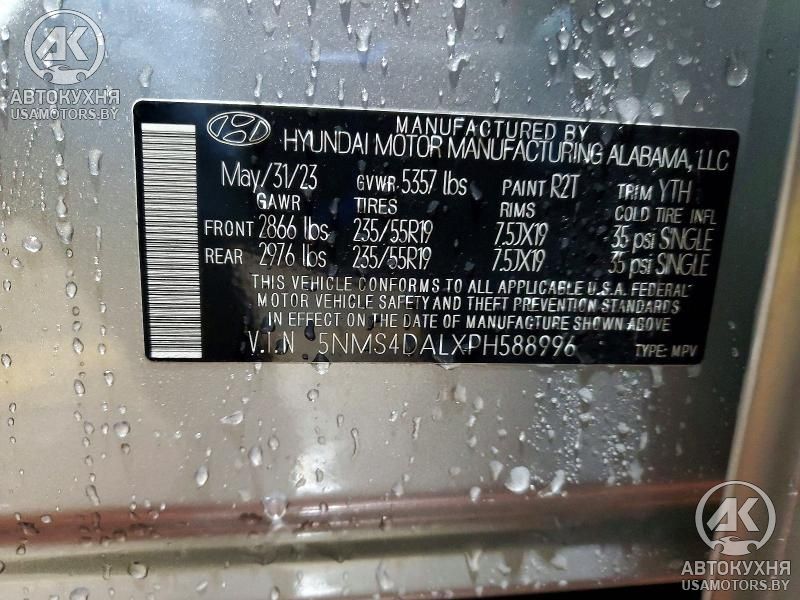 АК
АВТОКУХНЯ
USAMOTORS.BY
MANUFACTURED BY
HYUNDAI MOTOR MANUFACTURING ALABAMA, LLC
May/31/23 GVWR 5357 lbs PAINT R2T TRIM YTH
GAWR TIRES RIMS COLD TIRE INFL
FRONT 2866 lbs 235/55R19 7.5JX19 35 psi SINGLE
REAR 2976 lbs 235/55R19 7.5JX19 35 psi SINGLE
THIS VEHICLE CONFORMS TO ALL APPLICABLE U.S.A. FEDERAL
MOTOR VEHICLE SAFETY AND THEFT PREVENTION STANDARDS
IN EFFECT ON THE DATE OF MANUFACTURE SHOWN ABOVE
V.I.N 5NMS4DALXPH588996 TYPE: MPV
АК
АВТОКУХНЯ
USAMOTORS.BY